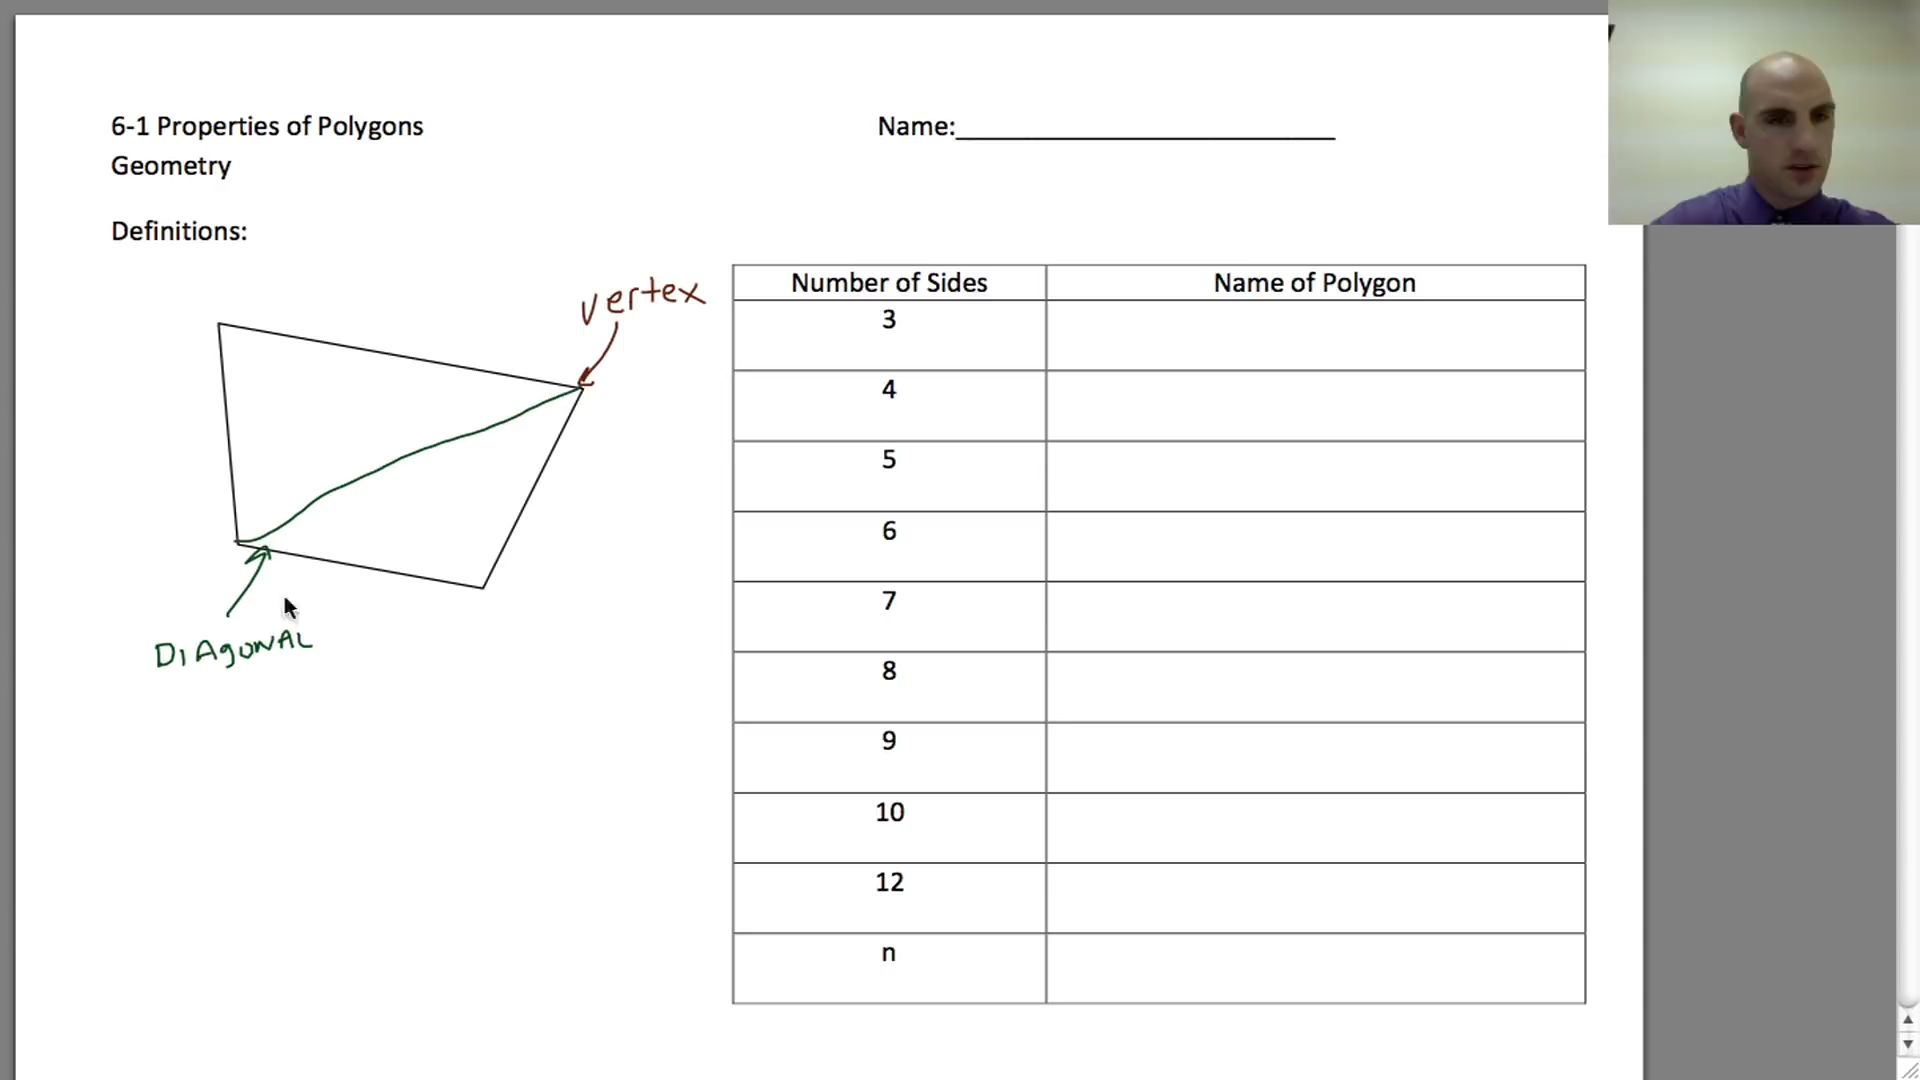 6-1 Properties of Polygons
Name:___________________________
Geometry
Definitions:
vertex
DIAgONAL
Number of Sides Name of Polygon
3
4
5
6
7
8
9
10
12
n